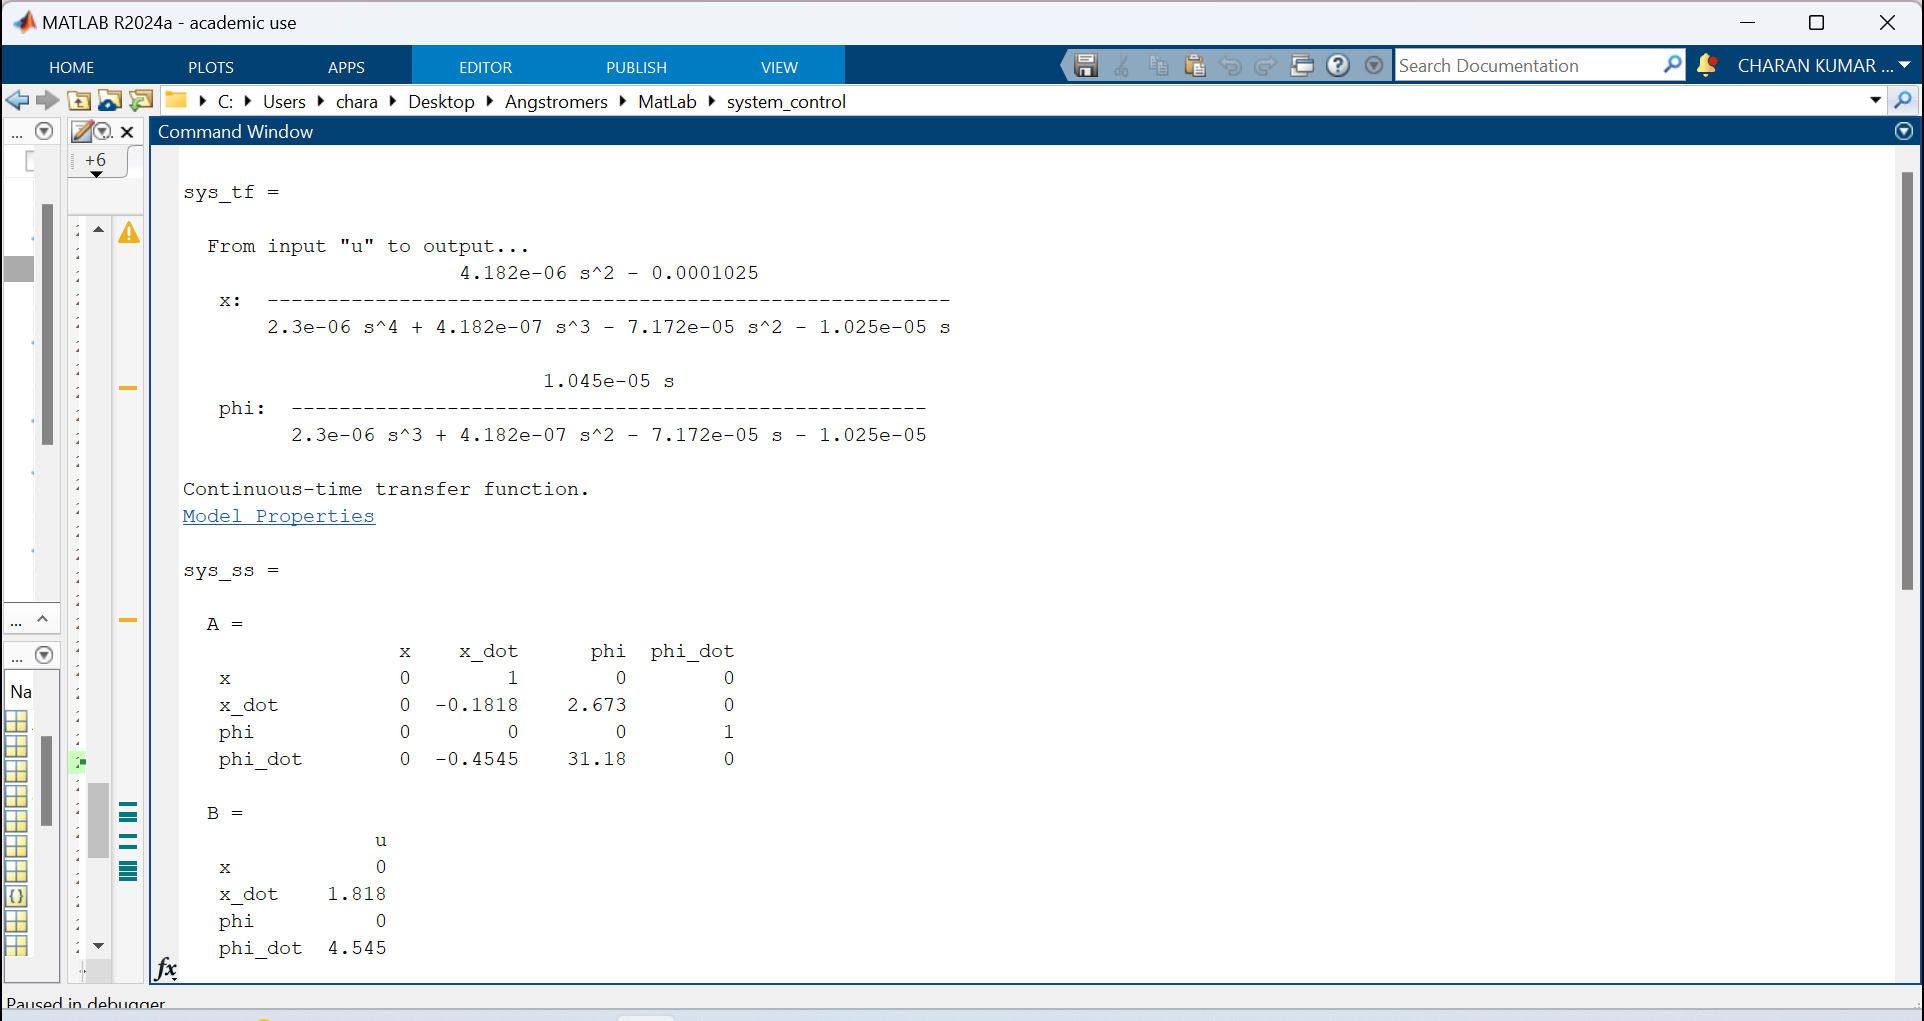 MATLAB R2024a - academic use
HOME PLOTS APPS EDITOR PUBLISH VIEW Search Documentation CHARAN KUMAR ...
C: Users chara Desktop Angstromers MatLab system_control
... Command Window
+6
sys_tf =
From input "u" to output...
4.182e-06 s^2 - 0.0001025
x: ---------------------------------------------------------
2.3e-06 s^4 + 4.182e-07 s^3 - 7.172e-05 s^2 - 1.025e-05 s
1.045e-05 s
phi: -----------------------------------------------------
2.3e-06 s^3 + 4.182e-07 s^2 - 7.172e-05 s - 1.025e-05
Continuous-time transfer function.
Model Properties
sys_ss =
A =
x x_dot phi phi_dot
x 0 1 0 0
x_dot 0 -0.1818 2.673 0
phi 0 0 0 1
phi_dot 0 -0.4545 31.18 0
B =
u
x 0
x_dot 1.818
phi 0
phi_dot 4.545
fx
...
...
Na
Paused in debugger